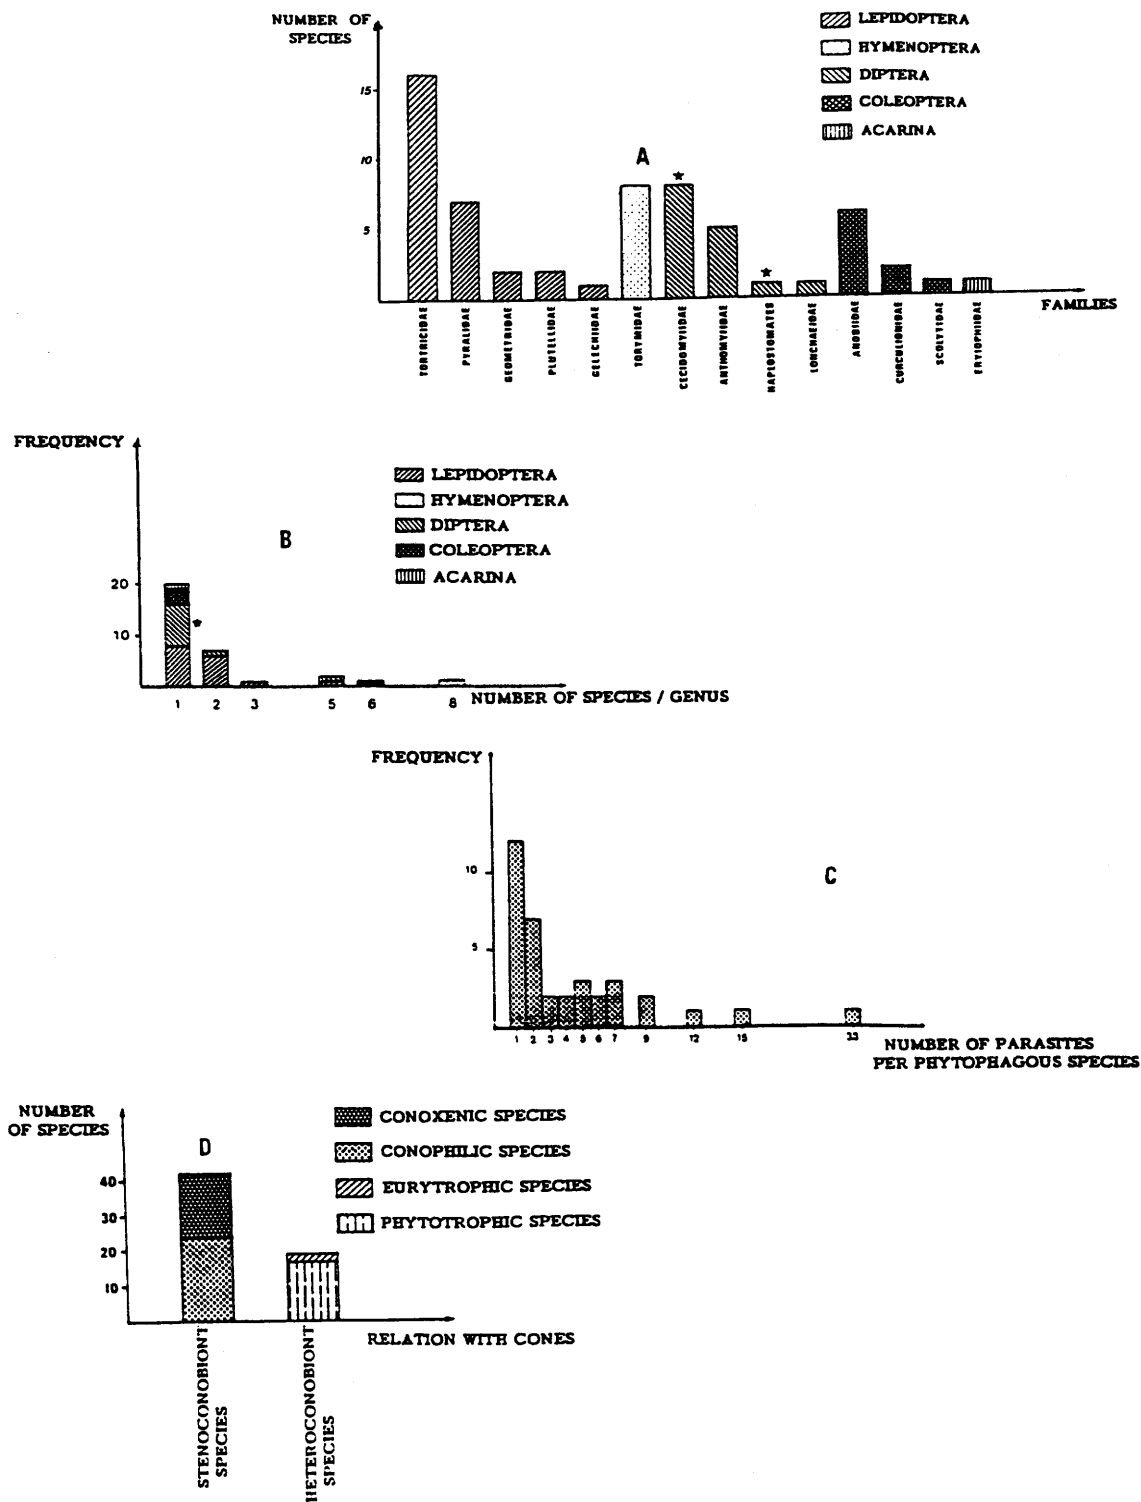 NUMBER OF
SPECIES
15
10
5
A
LEPIDOPTERA
HYMENOPTERA
DIPTERA
COLEOPTERA
ACARINA
FAMILIES
TORTRICIDAE
PYRALIDAE
GEOMETRIDAE
PLUTELLIDAE
GELECHIIDAE
TORYMIDAE
CECIDOMYIIDAE
ANTHOMYIIDAE
HAPLOSTOMATES
LONCHAEIDAE
ANOBIIDAE
CURCULIONIDAE
SCOLYTIDAE
ERYIOPHIIDAE
FREQUENCY
20
10
B
LEPIDOPTERA
HYMENOPTERA
DIPTERA
COLEOPTERA
ACARINA
1 2 3 5 6 8
NUMBER OF SPECIES / GENUS
FREQUENCY
10
5
C
1 2 3 4 5 6 7 9 12 15 33
NUMBER OF PARASITES
PER PHYTOPHAGOUS SPECIES
NUMBER
OF SPECIES
40
30
20
10
D
CONOXENIC SPECIES
CONOPHILIC SPECIES
EURYTROPHIC SPECIES
PHYTOTROPHIC SPECIES
RELATION WITH CONES
STENOCONOBIONT
SPECIES
HETEROCONOBIONT
SPECIES